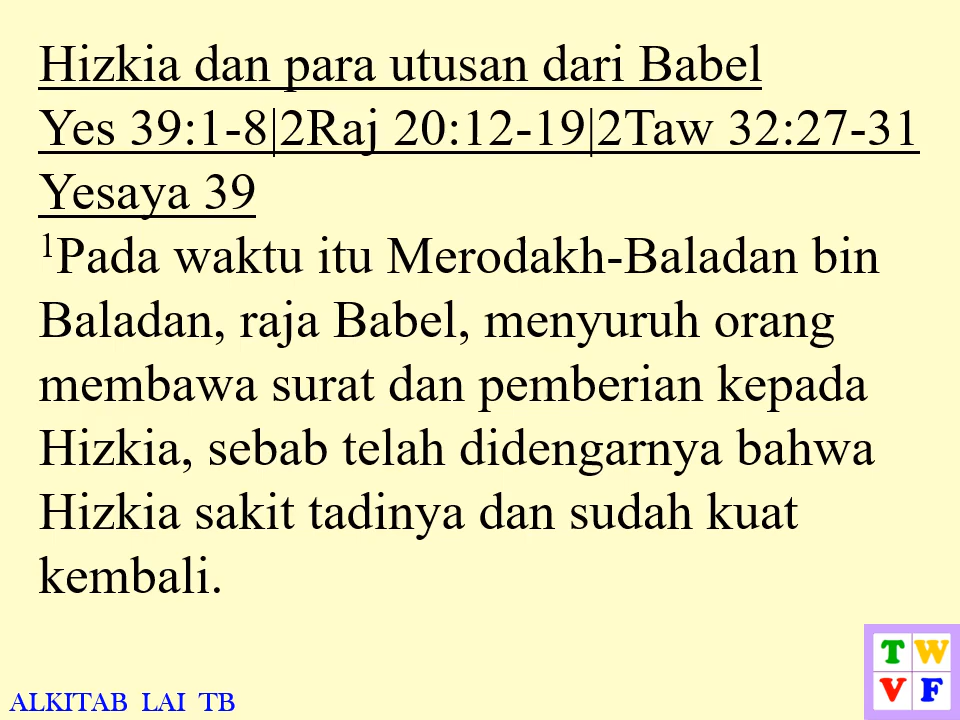 Hizkia dan para utusan dari Babel
Yes 39:1-8|2Raj 20:12-19|2Taw 32:27-31
Yesaya 39
¹Pada waktu itu Merodakh-Baladan bin
Baladan, raja Babel, menyuruh orang
membawa surat dan pemberian kepada
Hizkia, sebab telah didengarnya bahwa
Hizkia sakit tadinya dan sudah kuat
kembali.
ALKITAB LAI TB
T W
V F